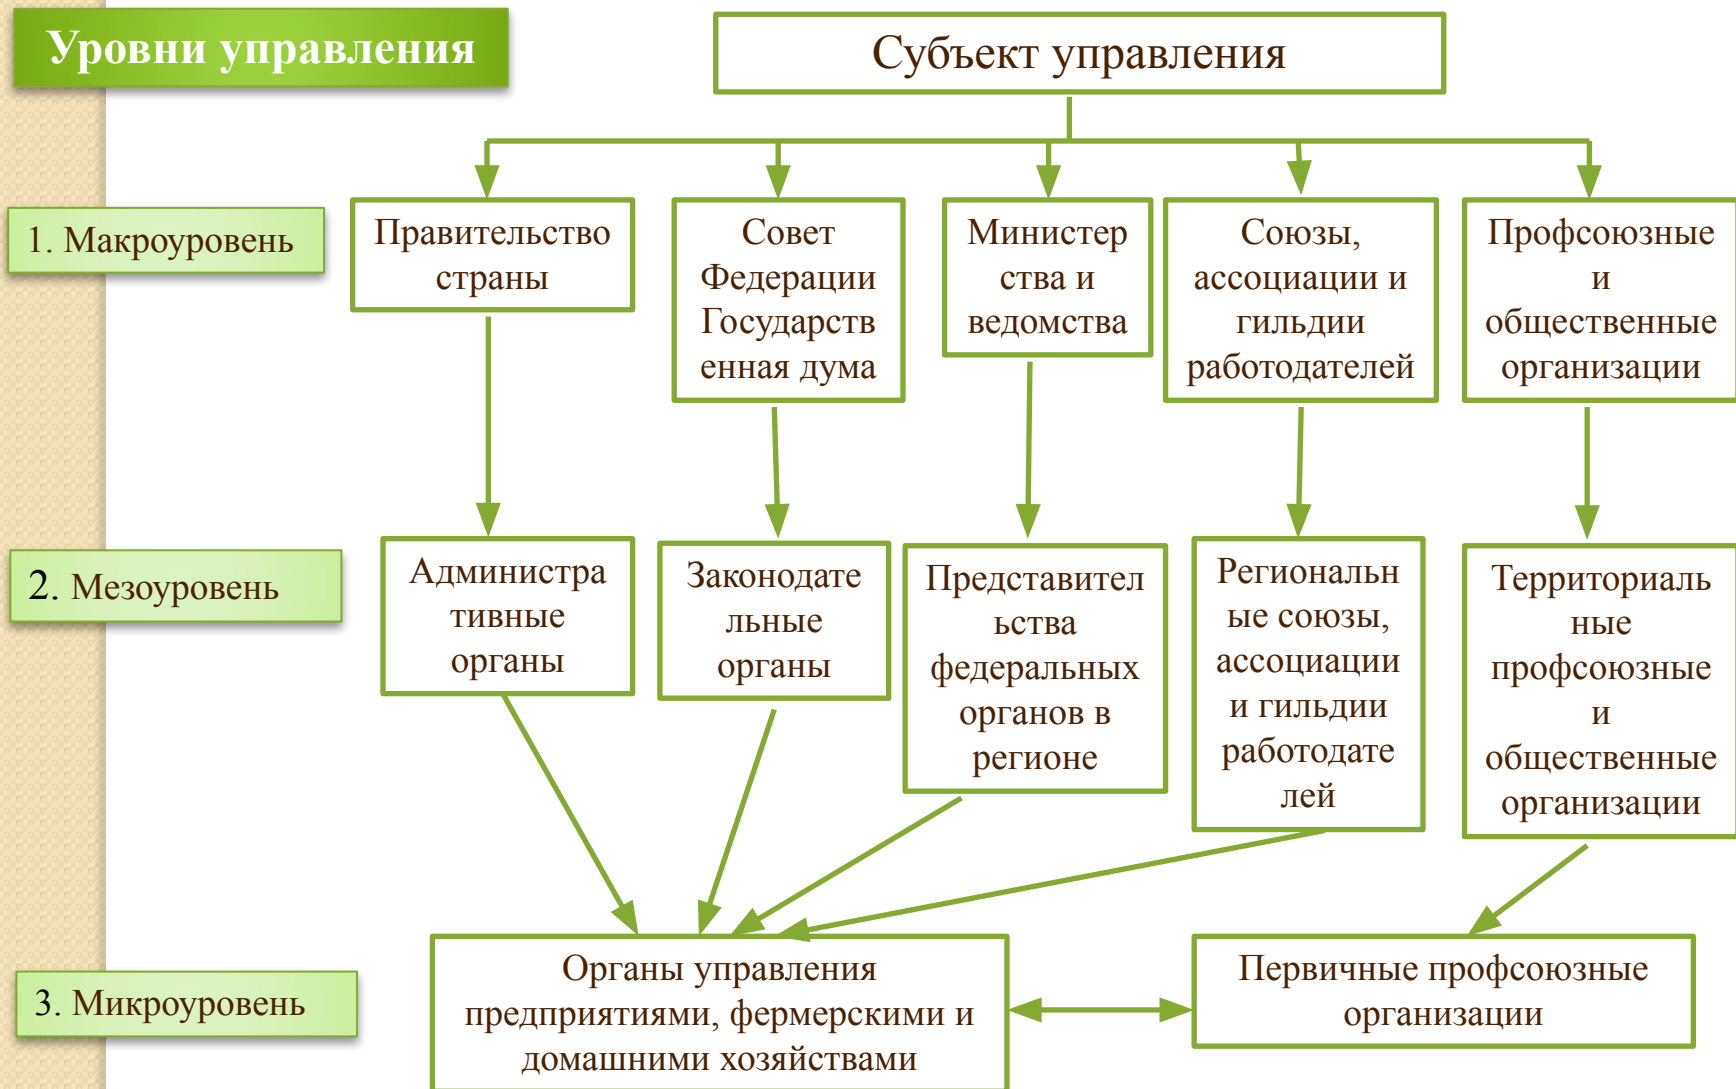 Уровни управления
Субъект управления
1. Макроуровень
Правительство
страны
Совет
Федерации
Государств
енная дума
Министер
ства и
ведомства
Союзы,
ассоциации и
гильдии
работодателей
Профсоюзные
и
общественные
организации
2. Мезоуровень
Администра
тивные
органы
Законодате
льные
органы
Представител
ьства
федеральных
органов в
регионе
Региональн
ые союзы,
ассоциации
и гильдии
работодате
лей
Территориаль
ные
профсоюзные
и
общественные
организации
3. Микроуровень
Органы управления
предприятиями, фермерскими и
домашними хозяйствами
Первичные профсоюзные
организации